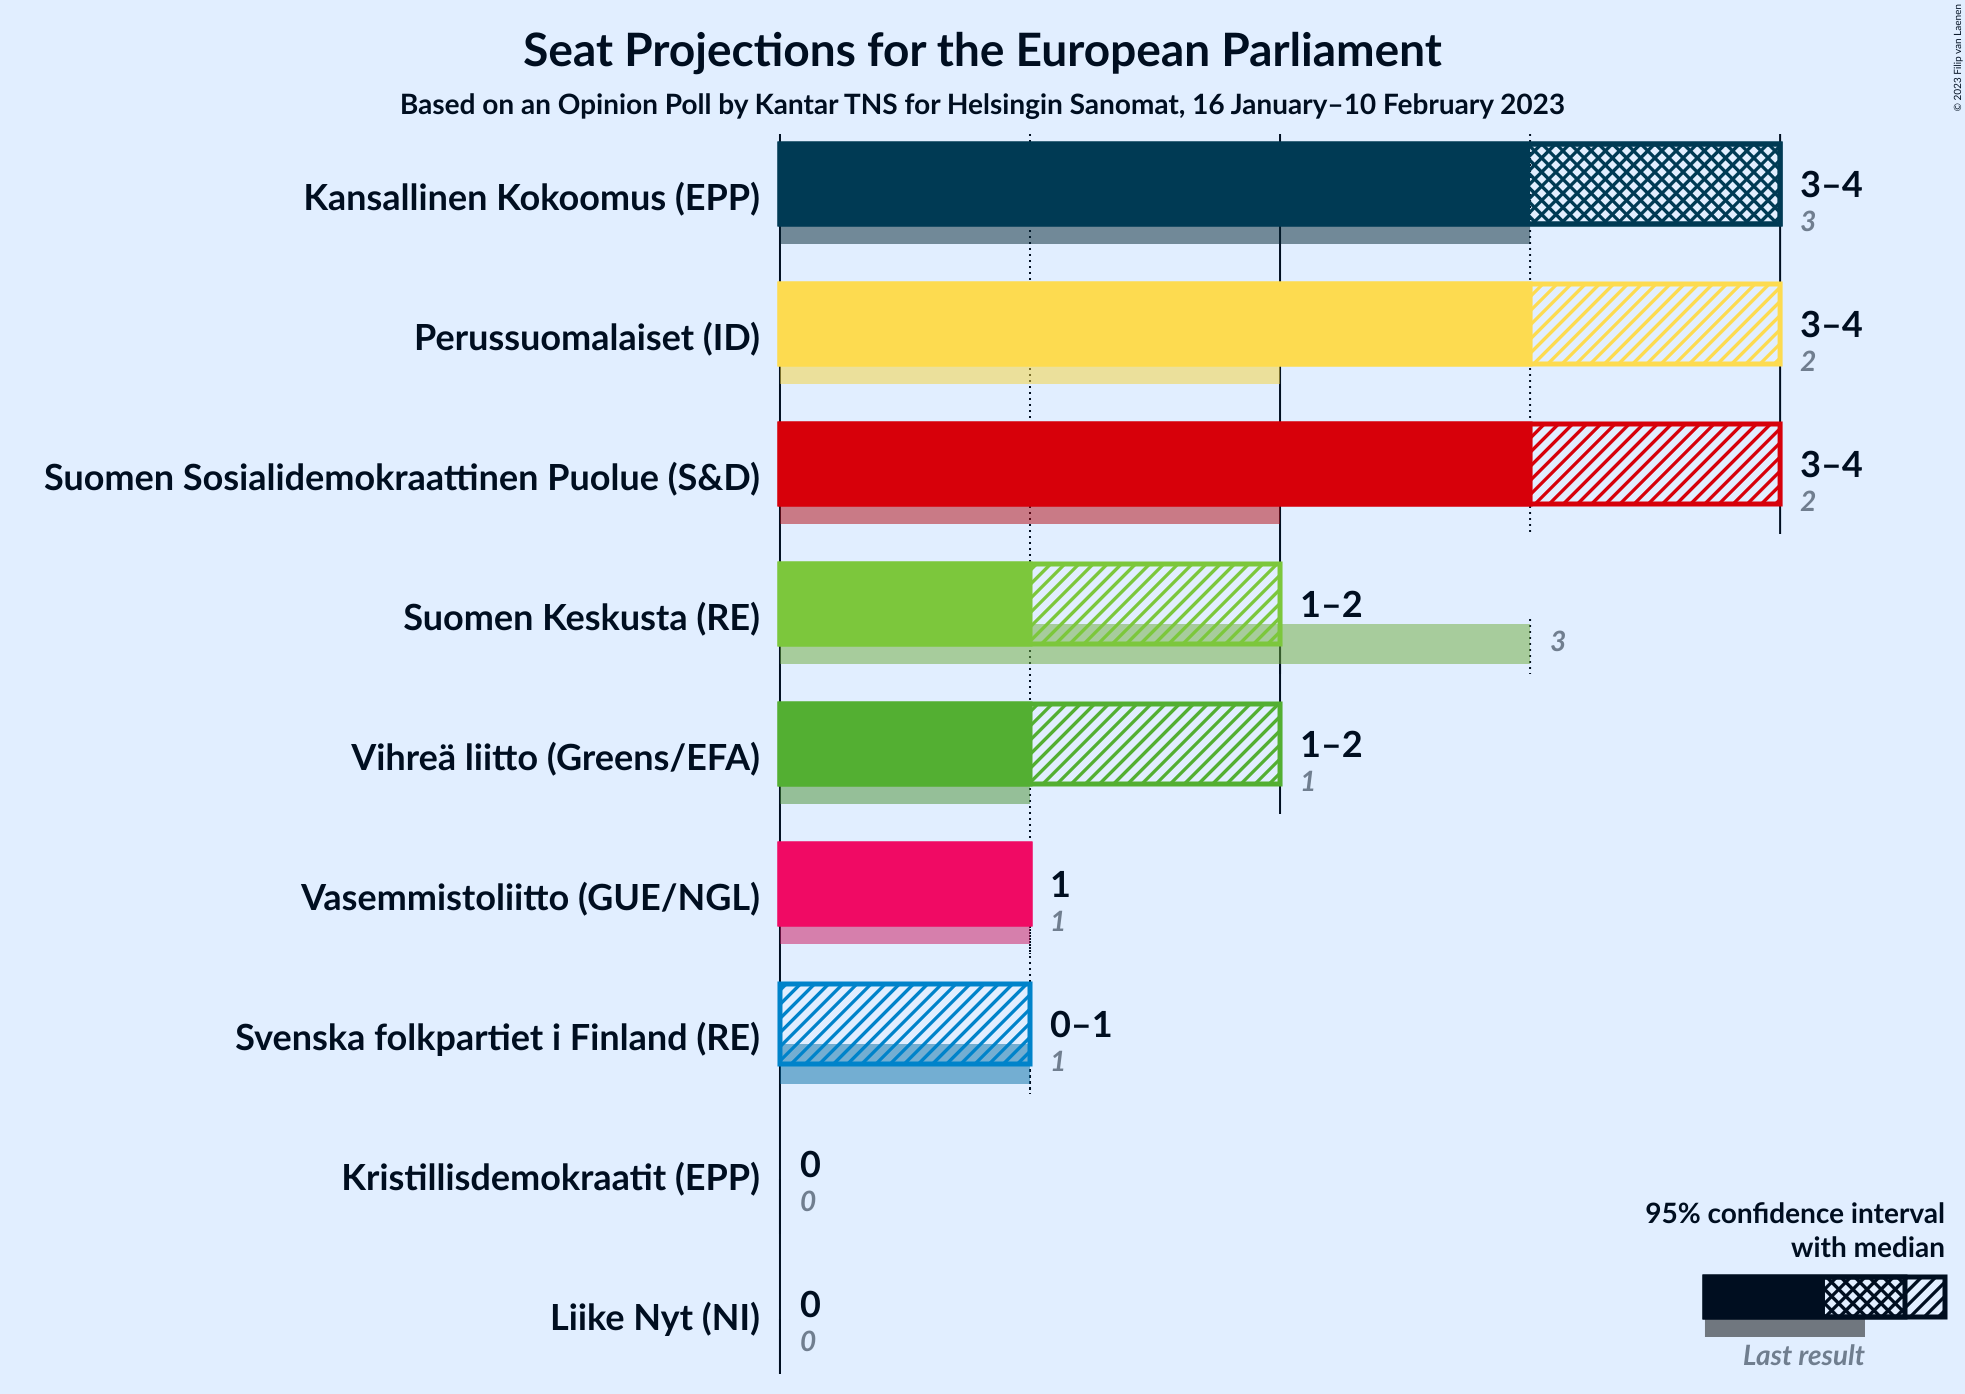 Seat Projections for the European Parliament
Based on an Opinion Poll by Kantar TNS for Helsingin Sanomat, 16 January–10 February 2023
© 2023 Filip van Laenen
Kansallinen Kokoomus (EPP)
3–4
3
Perussuomalaiset (ID)
3–4
2
Suomen Sosialidemokraattinen Puolue (S&D)
3–4
2
Suomen Keskusta (RE)
1–2
3
Vihreä liitto (Greens/EFA)
1–2
1
Vasemmistoliitto (GUE/NGL)
1
1
Svenska folkpartiet i Finland (RE)
0–1
1
Kristillisdemokraatit (EPP)
0
0
Liike Nyt (NI)
0
0
95% confidence interval
with median
Last result